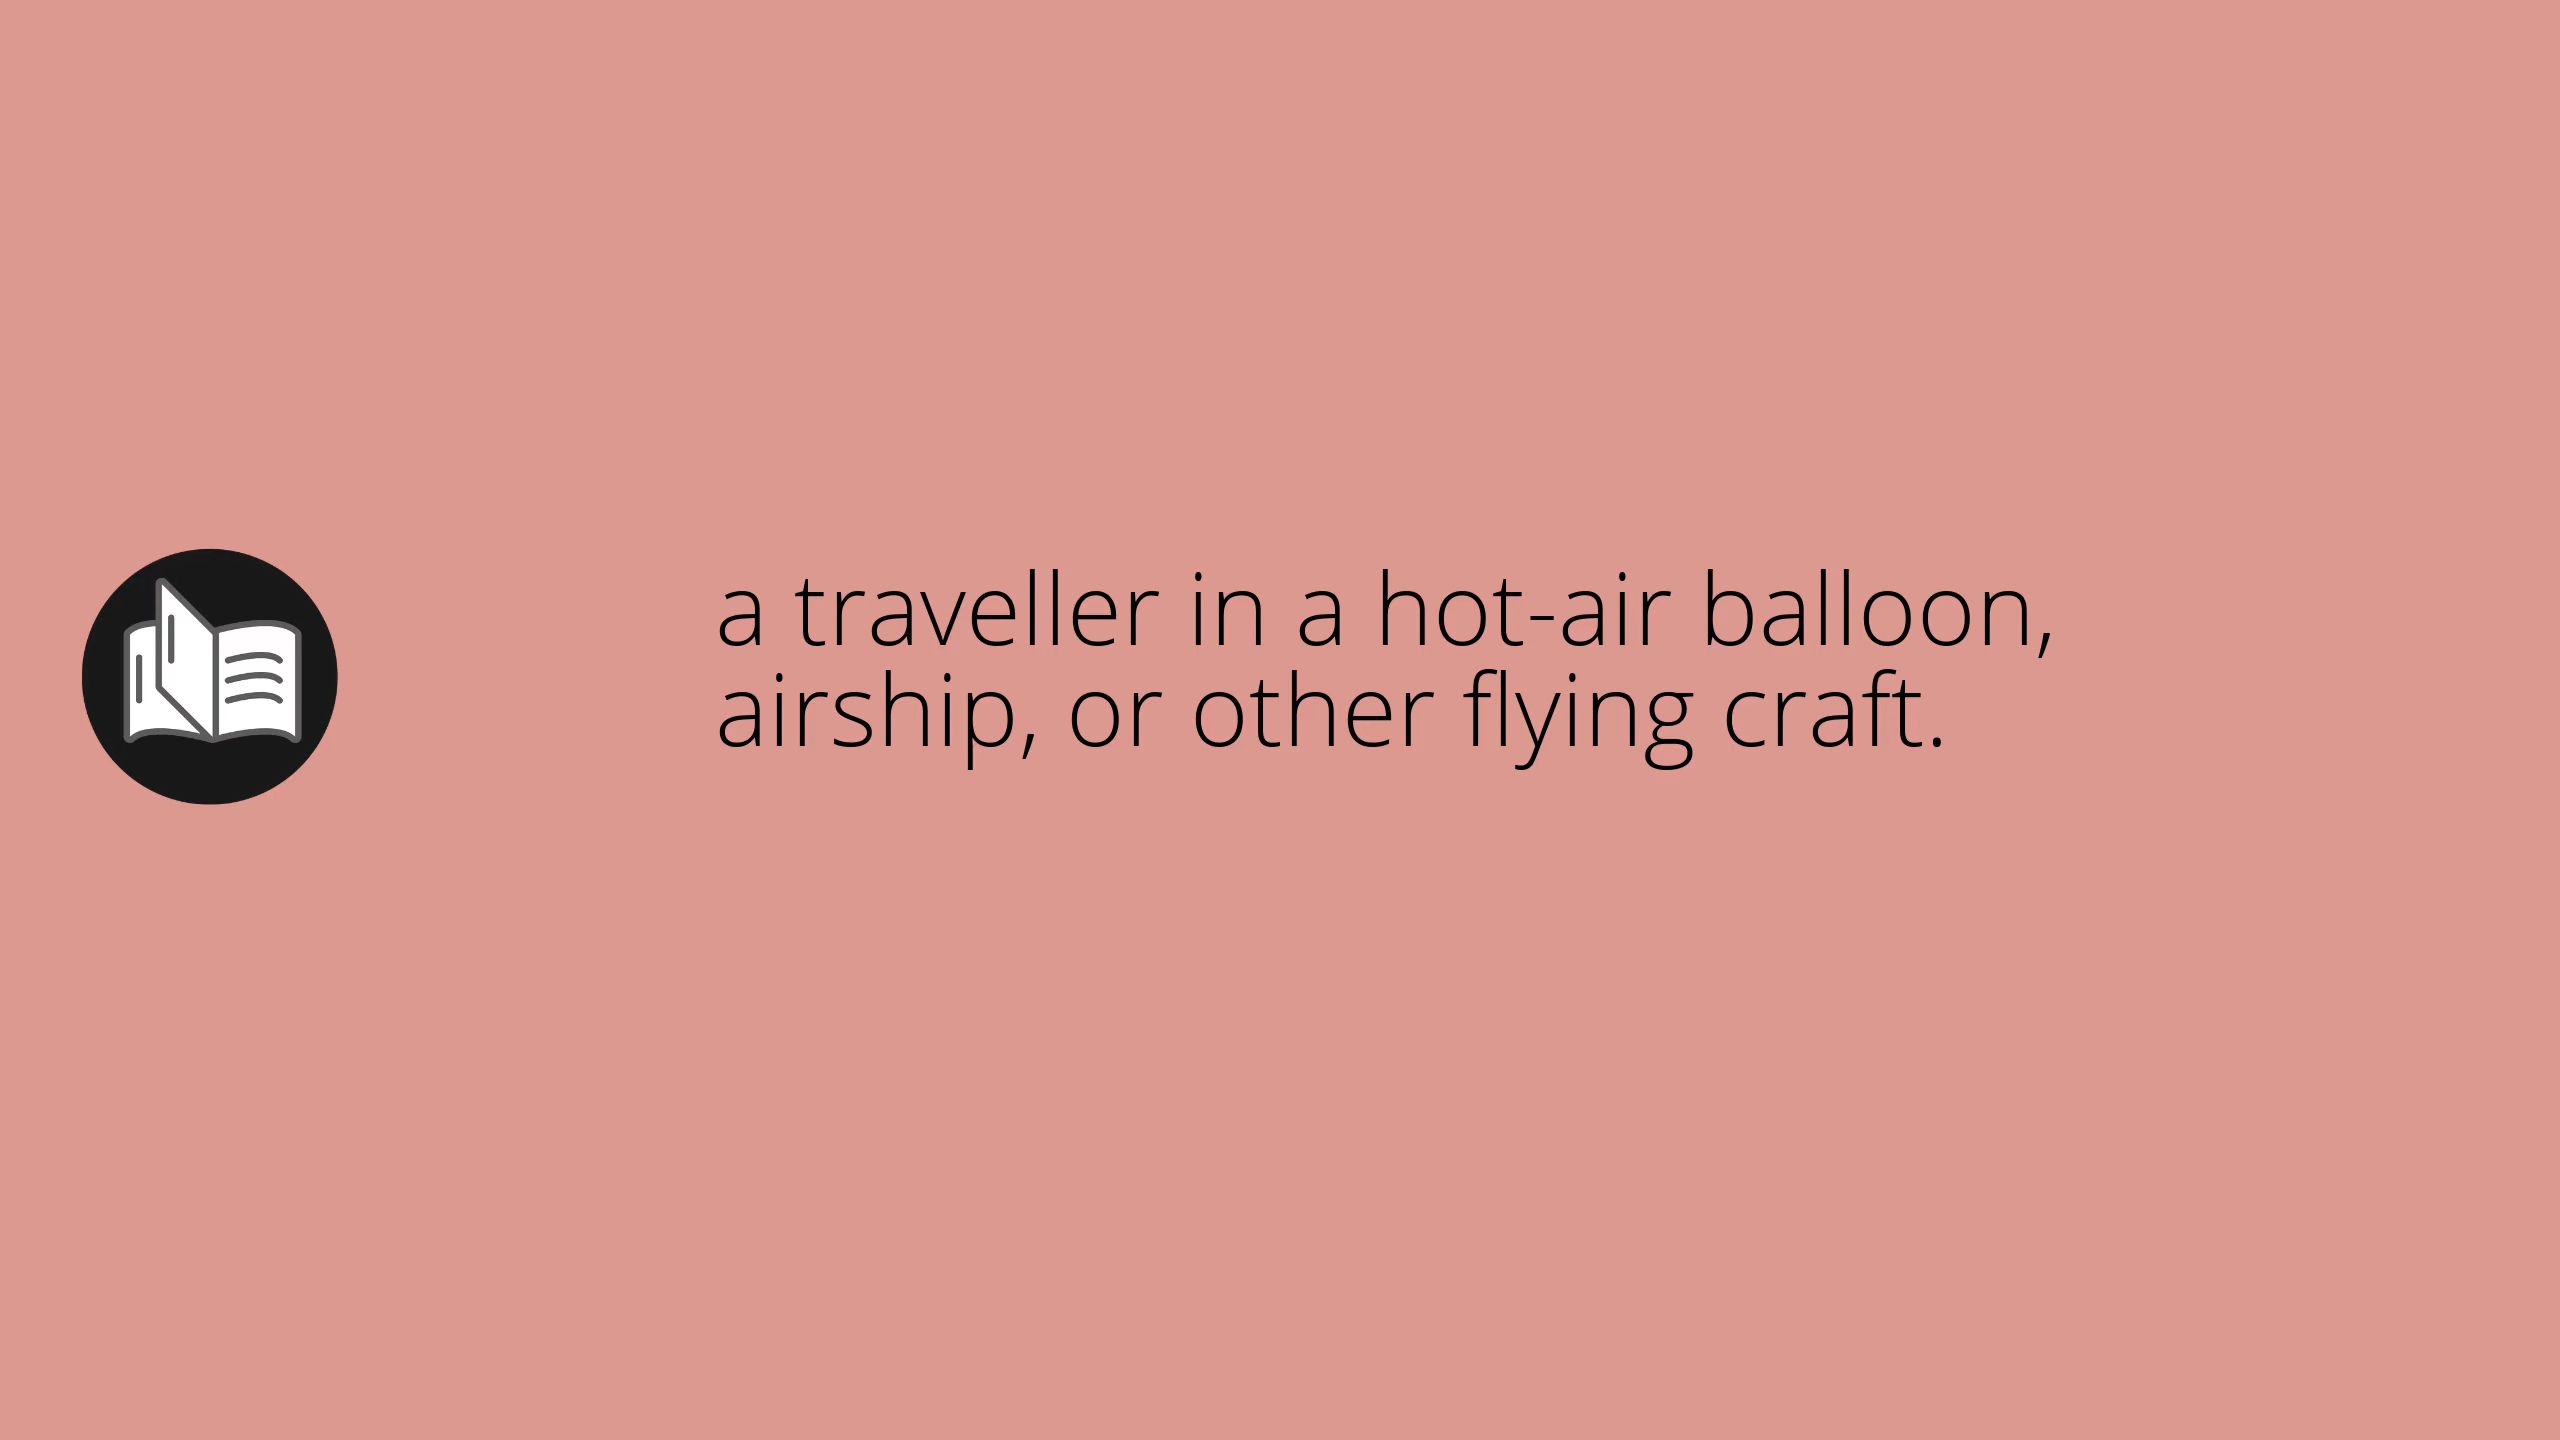 a traveller in a hot-air balloon,
airship, or other flying craft.